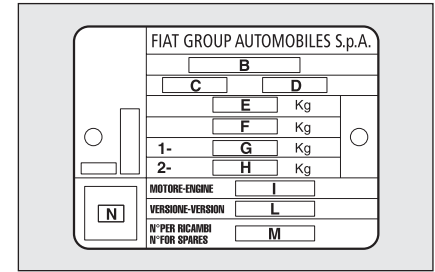 FIAT GROUP AUTOMOBILES S.p.A.
B
C D
E Kg
F Kg
1- G Kg
2- H Kg
MOTORE-ENGINE I
VERSIONE-VERSION L
N
N°PER RICAMBI
N°FOR SPARES M